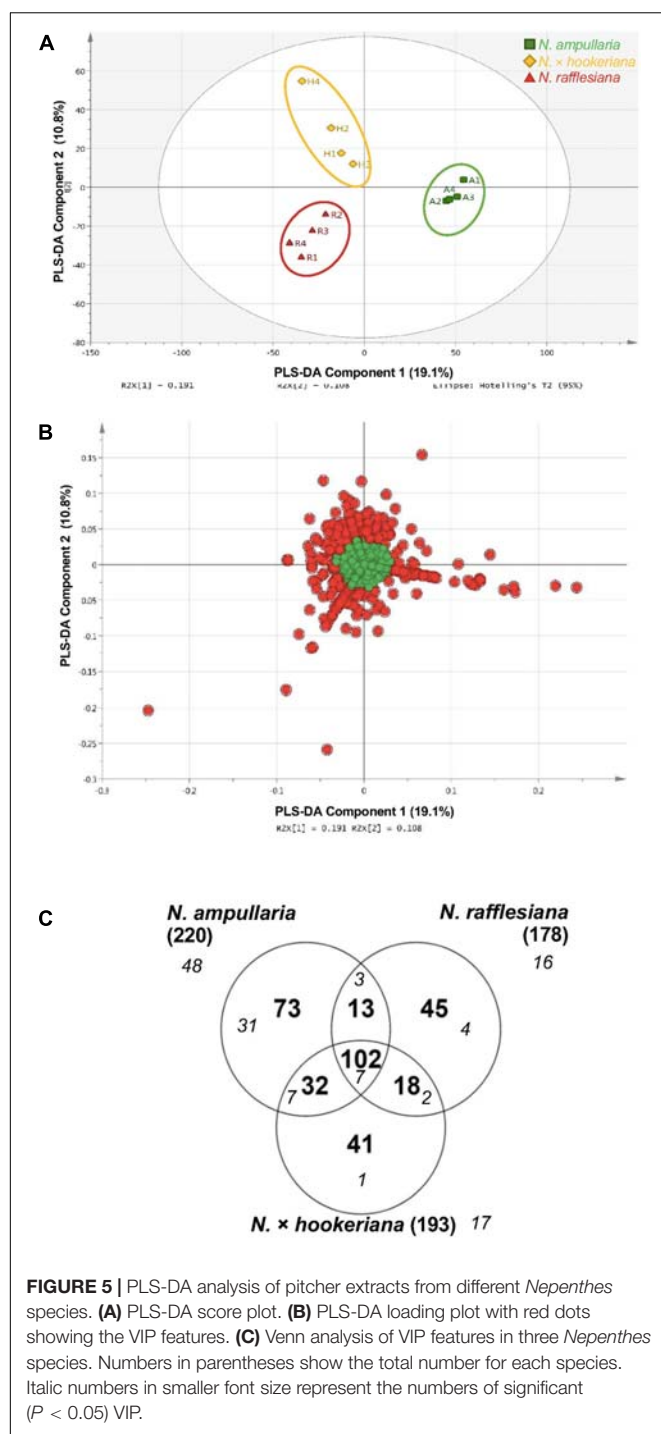 A
N. ampullaria
N. × hookeriana
N. rafflesiana
PLS-DA Component 2 (10.8%)
60
40
20
0
-20
-40
-60
-80
H4
H2
H1
H3
A1
A4
A2
A3
R2
R3
R4
R1
-150
-100
-50
0
50
100
PLS-DA Component 1 (19.1%)
R2X[1] - 0.191
R2X[2] - 0.108
Ellipse: Hotelling's T2 (95%)
B
PLS-DA Component 2 (10.8%)
0.15
0.1
0.05
0
0.05
-0.1
-0.15
-0.2
-0.25
-0.3
-0.3
-0.2
-0.1
0
0.1
0.2
PLS-DA Component 1 (19.1%)
R2X[1] = 0.191 R2X[2] = 0.108
C
N. ampullaria
(220)
48
N. rafflesiana
(178)
16
3
73
13
45
31
4
102
7
32
18
7
2
41
1
N. × hookeriana (193) 17
FIGURE 5 | PLS-DA analysis of pitcher extracts from different Nepenthes
species. (A) PLS-DA score plot. (B) PLS-DA loading plot with red dots
showing the VIP features. (C) Venn analysis of VIP features in three Nepenthes
species. Numbers in parentheses show the total number for each species.
Italic numbers in smaller font size represent the numbers of significant
(P < 0.05) VIP.